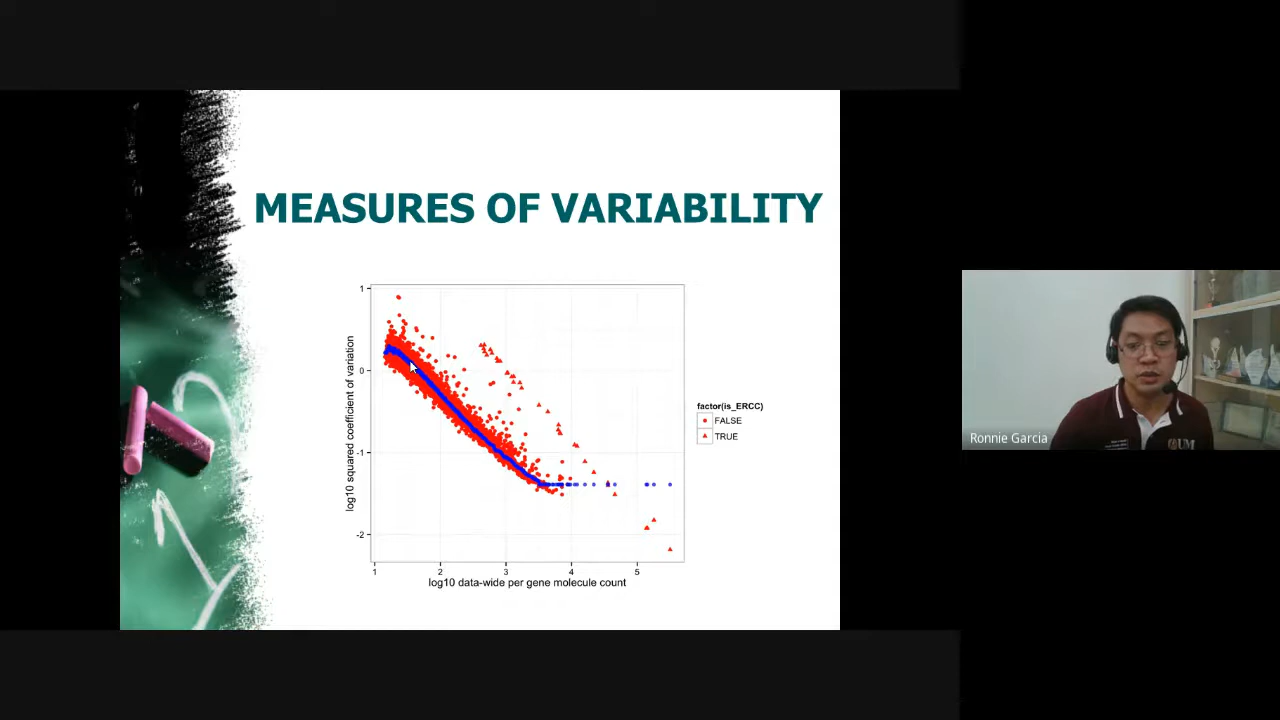 MEASURES OF VARIABILITY
1
0
-1
-2
log10 squared coefficient of variation
1 2 3 4 5
log10 data-wide per gene molecule count
factor(is_ERCC)
FALSE
TRUE
Ronnie Garcia
UM